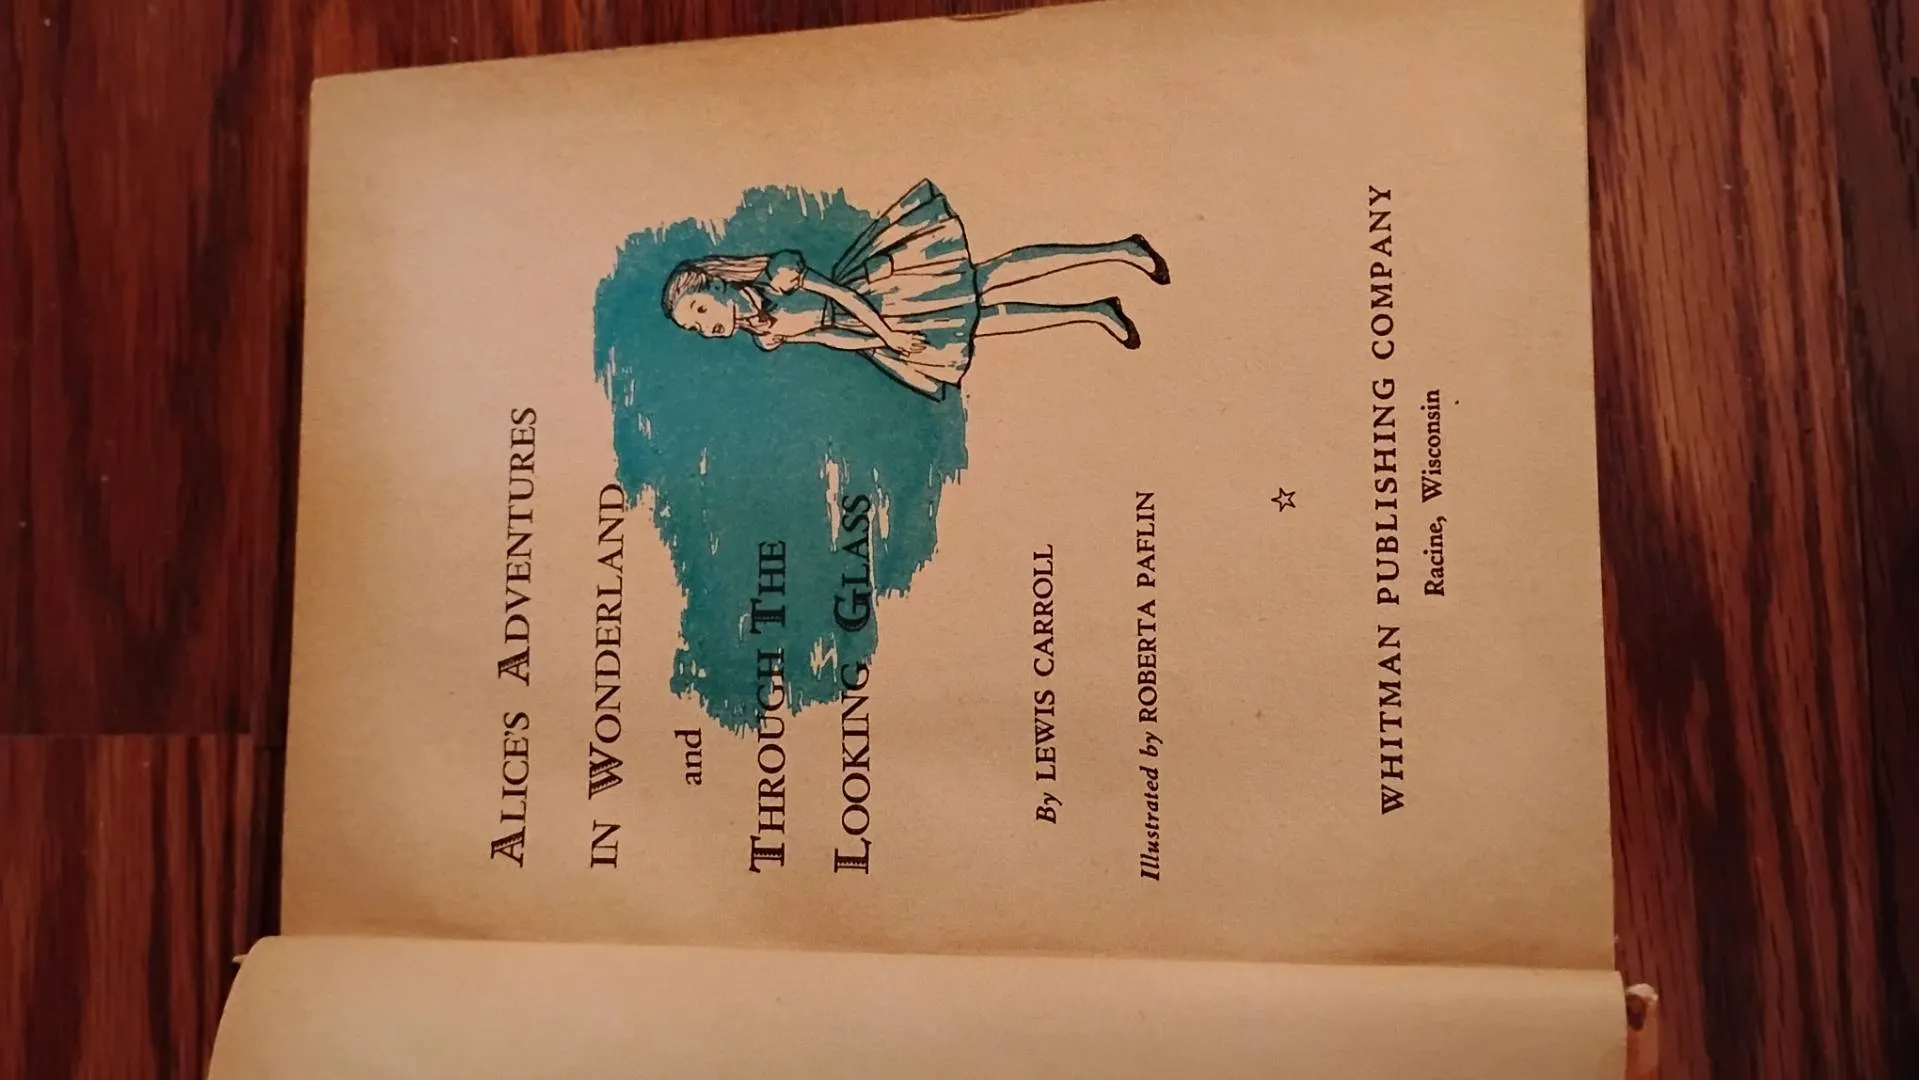 ALICE'S ADVENTURES
IN WONDERLAND
and
THROUGH THE
LOOKING GLASS
By LEWIS CARROLL
Illustrated by ROBERTA PAFLIN
☆
WHITMAN PUBLISHING COMPANY
Racine, Wisconsin